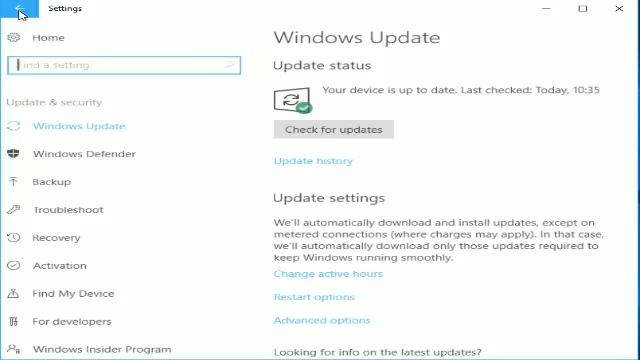 Settings
Home
Find a setting
Update & security
Windows Update
Windows Defender
Backup
Troubleshoot
Recovery
Activation
Find My Device
For developers
Windows Insider Program
Windows Update
Update status
Your device is up to date. Last checked: Today, 10:35
Check for updates
Update history
Update settings
We'll automatically download and install updates, except on
metered connections (where charges may apply). In that case,
we'll automatically download only those updates required to
keep Windows running smoothly.
Change active hours
Restart options
Advanced options
Looking for info on the latest updates?